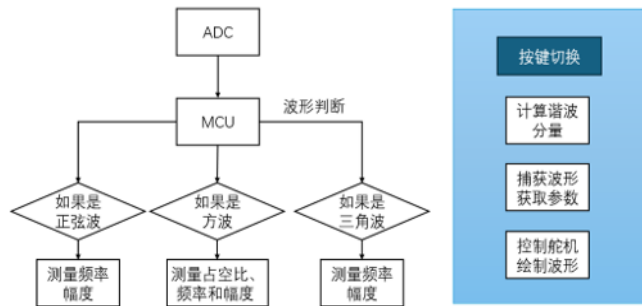 ADC
MCU
波形判断
如果是
正弦波
如果是
方波
如果是
三角波
测量频率
幅度
测量占空比、
频率和幅度
测量频率
幅度
按键切换
计算谐波
分量
捕获波形
获取参数
控制舵机
绘制波形